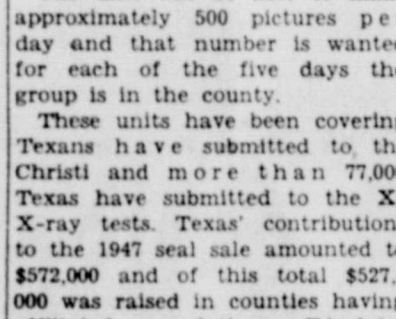 approximately 500 pictures pe
day and that number is wante
for each of the five days th
group is in the county.
These units have been coverin
Texans have submitted to, th
Christi and more than 77,00
Texas have submitted to the X
X-ray tests. Texas' contribution
to the 1947 seal sale amounted t
$572,000 and of this total $527,
000 was raised in counties having